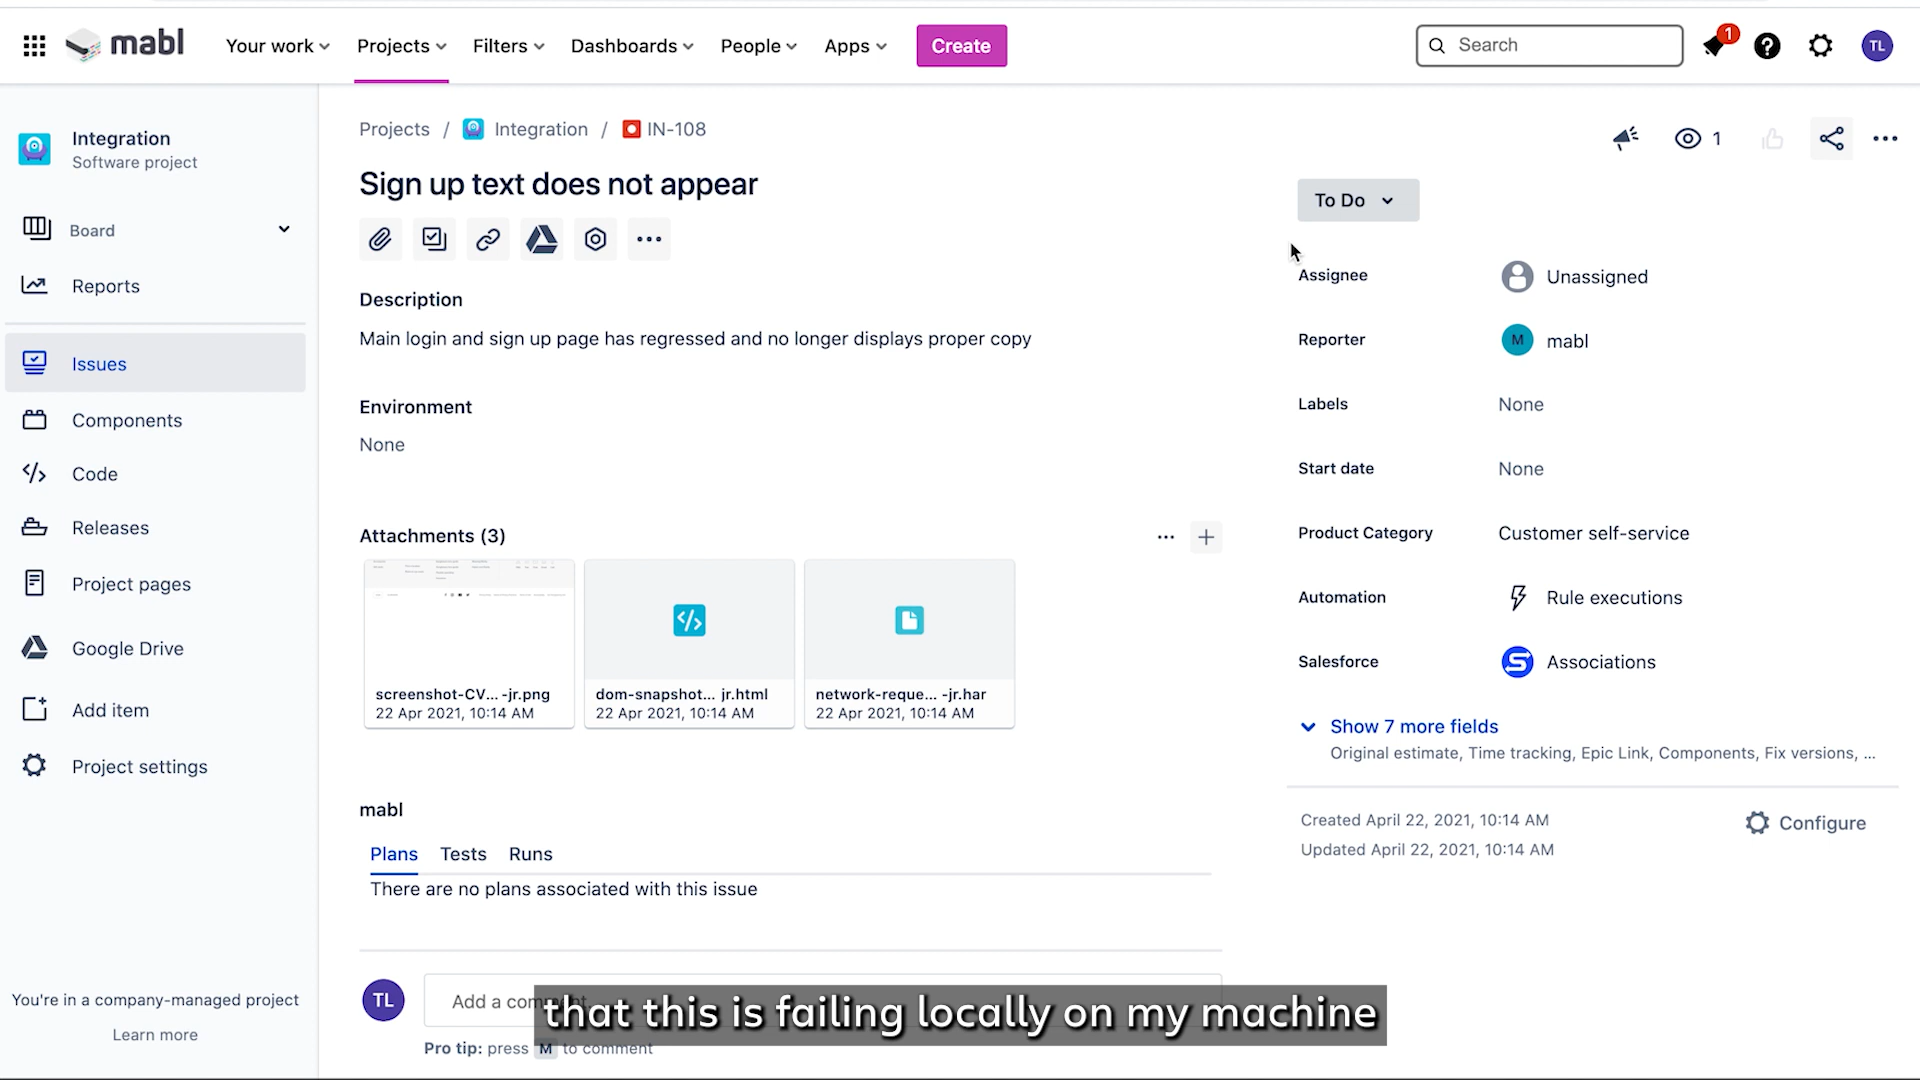 mabl
Your work
Projects
Filters
Dashboards
People
Apps
Create
Search
1
TL
Integration
Software project
Board
Reports
Issues
Components
Code
Releases
Project pages
Google Drive
Add item
Project settings
You're in a company-managed project
Learn more
Projects / Integration / IN-108
Sign up text does not appear
Description
Main login and sign up page has regressed and no longer displays proper copy
Environment
None
Attachments (3)
screenshot-CV... -jr.png
22 Apr 2021, 10:14 AM
dom-snapshot... jr.html
22 Apr 2021, 10:14 AM
network-reque... -jr.har
22 Apr 2021, 10:14 AM
mabl
Plans Tests Runs
There are no plans associated with this issue
TL
Add a comment...
that this is failing locally on my machine
Pro tip: press M to comment
1
To Do
Assignee
Unassigned
Reporter
M
mabl
Labels
None
Start date
None
Product Category
Customer self-service
Automation
Rule executions
Salesforce
Associations
Show 7 more fields
Original estimate, Time tracking, Epic Link, Components, Fix versions, ...
Created April 22, 2021, 10:14 AM
Updated April 22, 2021, 10:14 AM
Configure